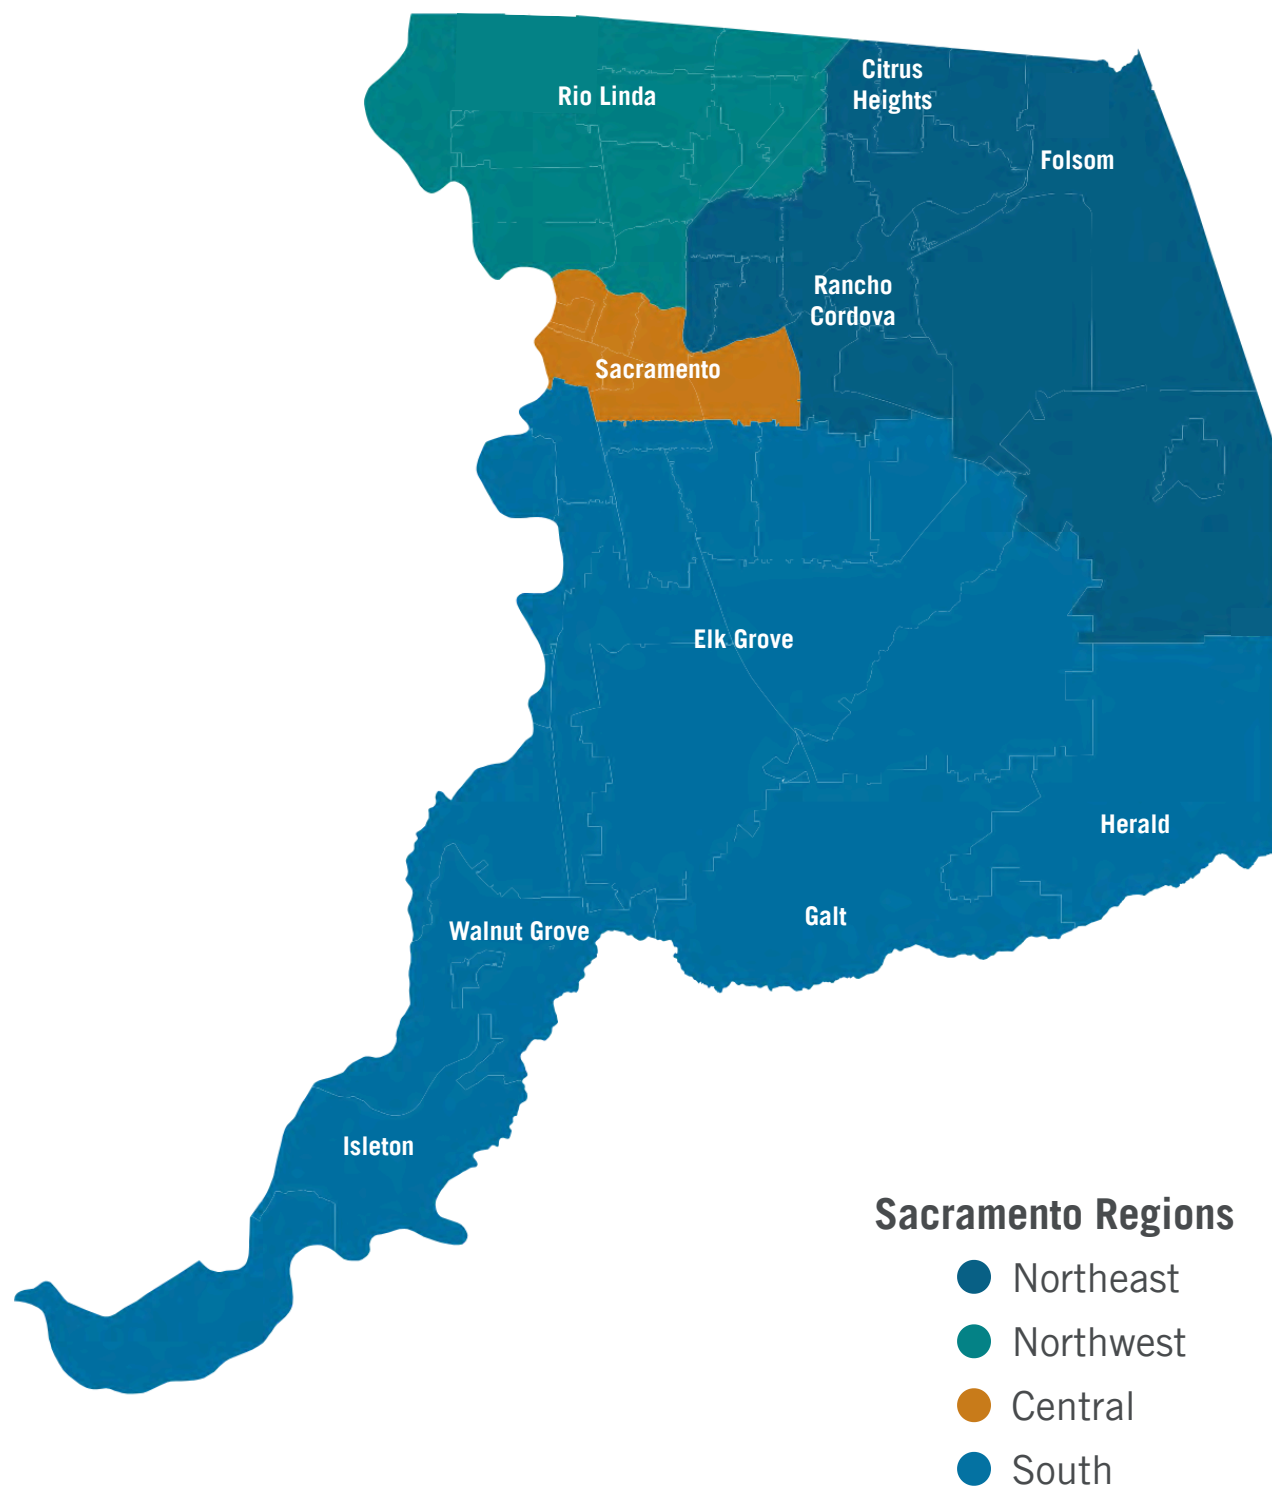 Citrus
Heights
Rio Linda
Folsom
Rancho
Cordova
Sacramento
Elk Grove
Herald
Galt
Walnut Grove
Isleton
Sacramento Regions
Northeast
Northwest
Central
South